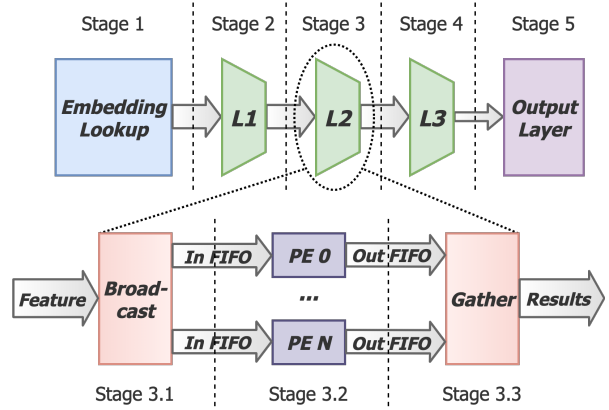 Stage 1
Stage 2
Stage 3
Stage 4
Stage 5
Embedding
Lookup
L1
L2
L3
Output
Layer
Feature
Broad-
cast
In FIFO
PE 0
Out FIFO
...
In FIFO
PE N
Out FIFO
Gather
Results
Stage 3.1
Stage 3.2
Stage 3.3